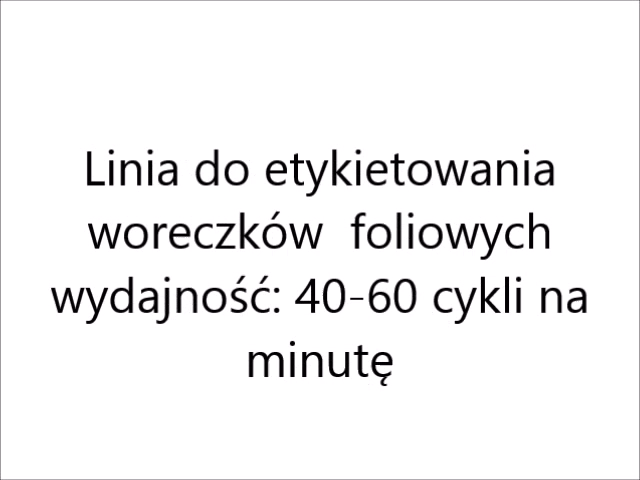 Linia do etykietowania
woreczków  foliowych
wydajność: 40-60 cykli na
minutę